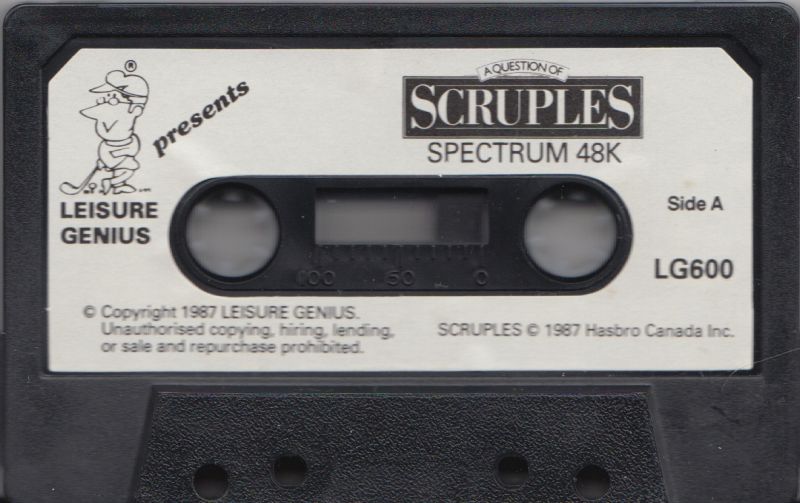 ®
presents
LEISURE
GENIUS
A QUESTION OF
SCRUPLES
SPECTRUM 48K
Side A
LG600
100 50 0
© Copyright 1987 LEISURE GENIUS.
Unauthorised copying, hiring, lending,
or sale and repurchase prohibited.
SCRUPLES © 1987 Hasbro Canada Inc.